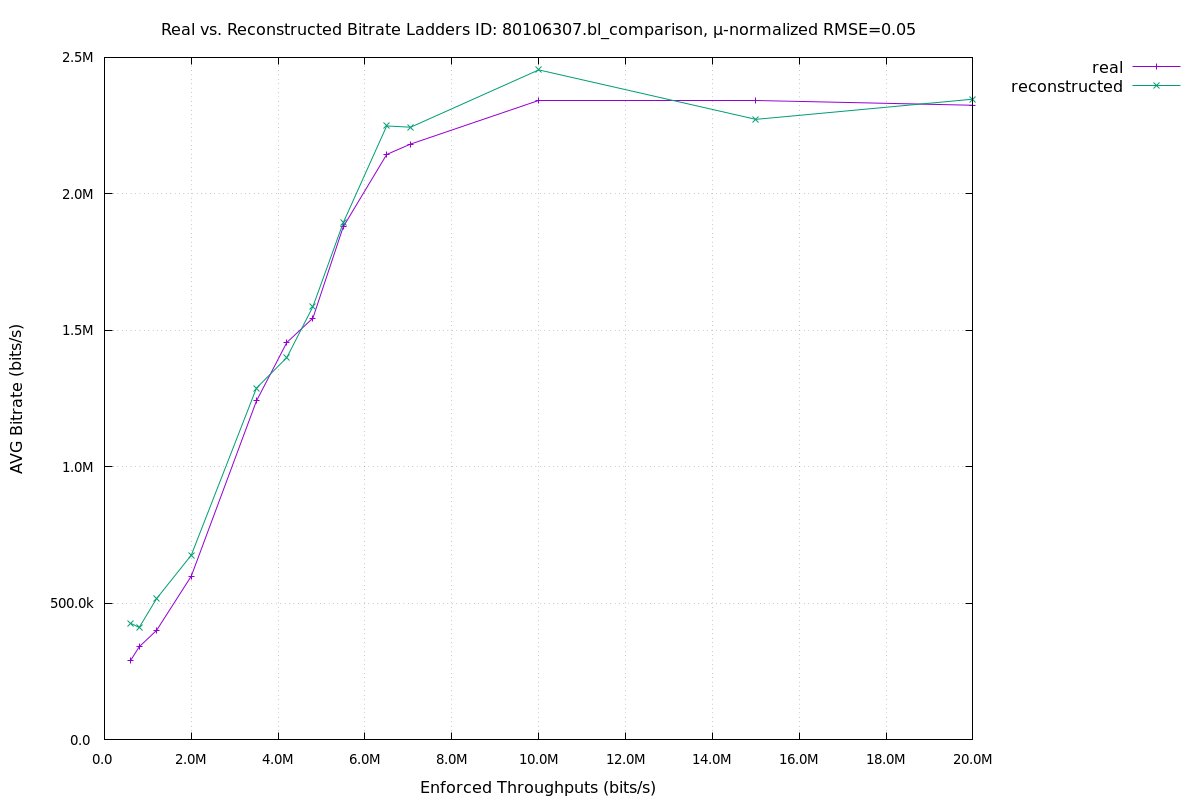 Real vs. Reconstructed Bitrate Ladders ID: 80106307.bl_comparison, μ-normalized RMSE=0.05
real
reconstructed
2.5M
2.0M
1.5M
1.0M
500.0k
0.0
AVG Bitrate (bits/s)
0.0 2.0M 4.0M 6.0M 8.0M 10.0M 12.0M 14.0M 16.0M 18.0M 20.0M
Enforced Throughputs (bits/s)